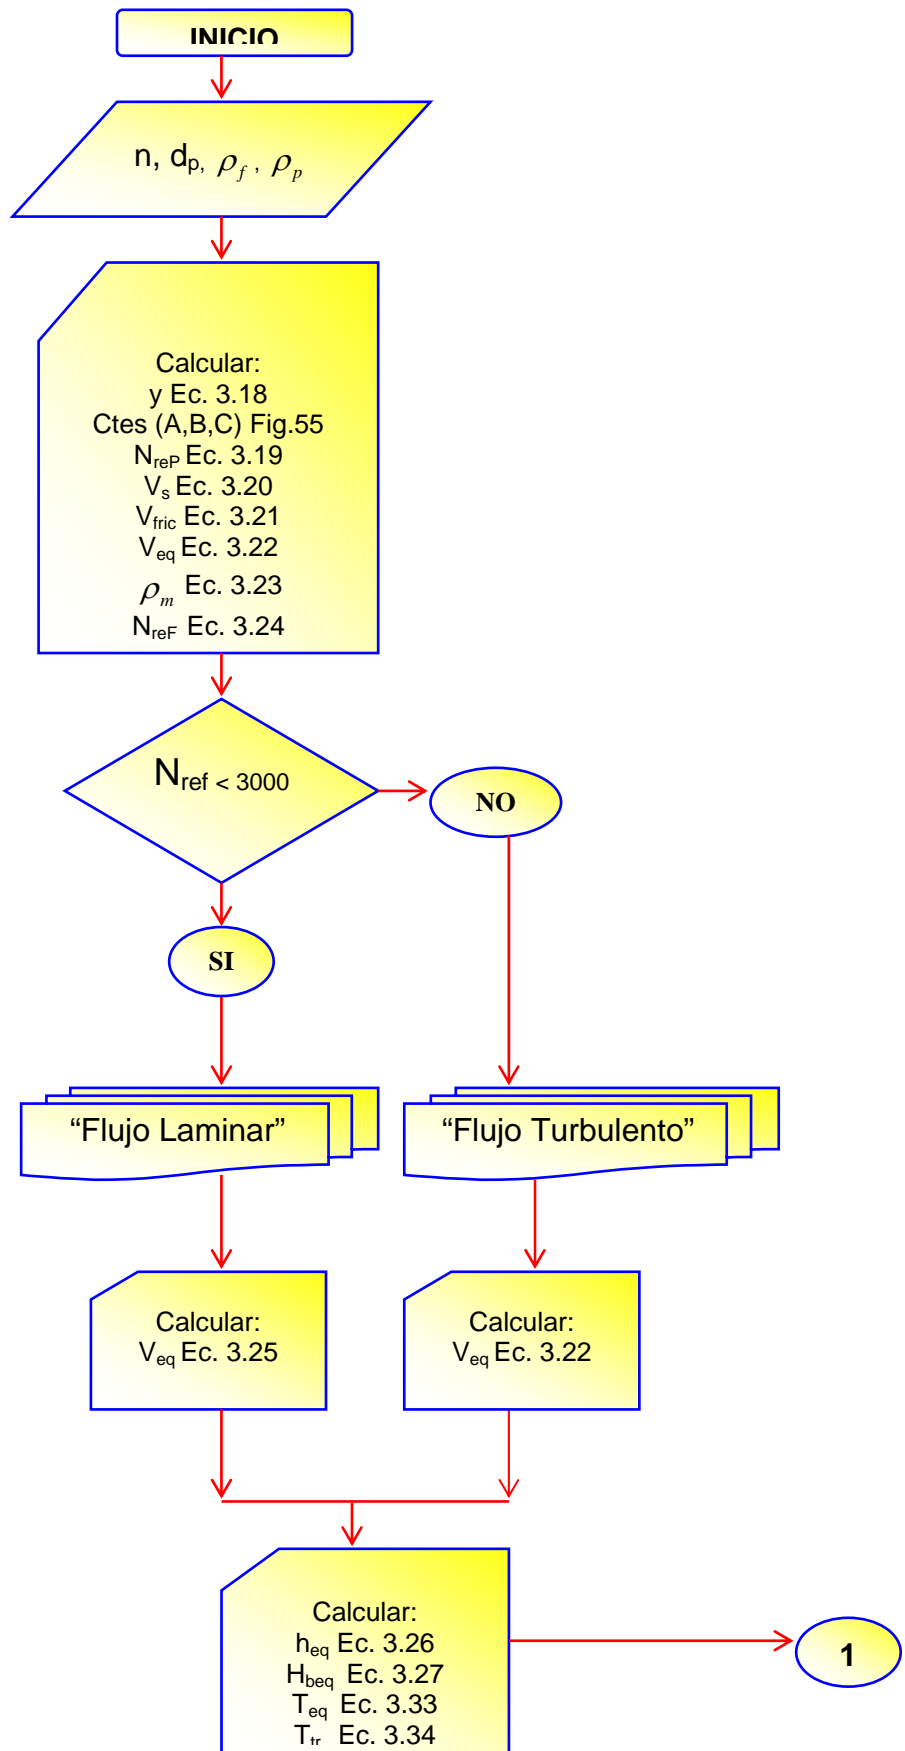 INICIO
n, dp, ρf , ρp
Calcular:
y Ec. 3.18
Ctes (A,B,C) Fig.55
NreP Ec. 3.19
Vs Ec. 3.20
Vfric Ec. 3.21
Veq Ec. 3.22
ρm Ec. 3.23
NreF Ec. 3.24
Nref < 3000
NO
SI
“Flujo Laminar”
“Flujo Turbulento”
Calcular:
Veq Ec. 3.25
Calcular:
Veq Ec. 3.22
Calcular:
heq Ec. 3.26
Hbeq Ec. 3.27
Teq Ec. 3.33
Ttr Ec. 3.34
1